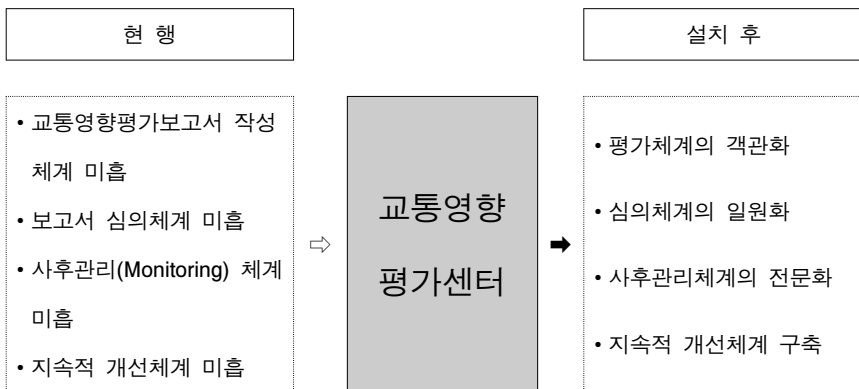 현 행
• 교통영향평가보고서 작성
체계 미흡
• 보고서 심의체계 미흡
• 사후관리(Monitoring) 체계
미흡
• 지속적 개선체계 미흡
⇨
교통영향
평가센터
➡
설치 후
• 평가체계의 객관화
• 심의체계의 일원화
• 사후관리체계의 전문화
• 지속적 개선체계 구축